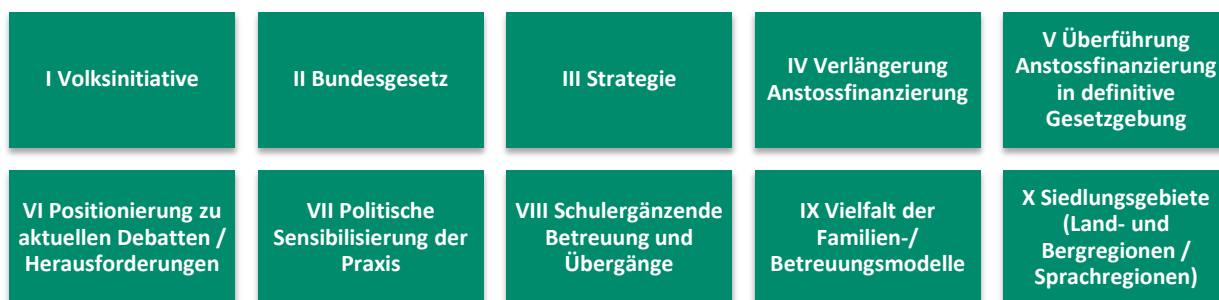 I Volksinitiative
II Bundesgesetz
III Strategie
IV Verlängerung
Anstossfinanzierung
V Überführung
Anstossfinanzierung
in definitive
Gesetzgebung
VI Positionierung zu
aktuellen Debatten /
Herausforderungen
VII Politische
Sensibilisierung der
Praxis
VIII Schulergänzende
Betreuung und
Übergänge
IX Vielfalt der
Familien-/
Betreuungsmodelle
X Siedlungsgebiete
(Land- und
Bergregionen /
Sprachregionen)